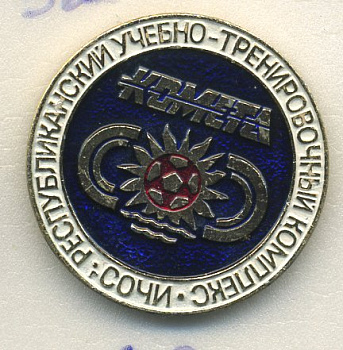 РЕСПУБЛИКАНСКИЙ УЧЕБНО-ТРЕНИРОВОЧНЫЙ КОМПЛЕКС · СОЧИ:
КОМЕТА